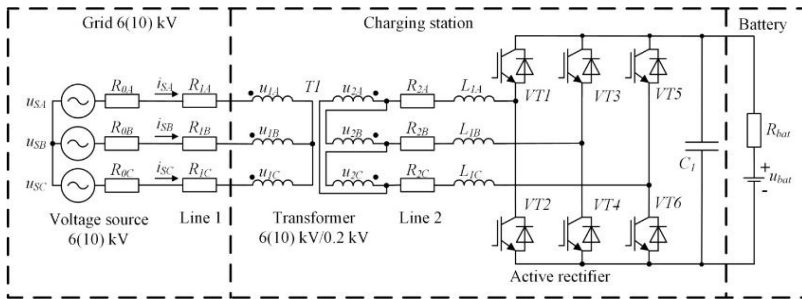 Grid 6(10) kV
Charging station
Battery
u_SA R_0A i_SA R_1A u_1A T1 u_2A R_2A L_1A VT1 VT3 VT5
u_SB R_0B i_SB R_1B u_1B u_2B R_2B L_1B C_1 R_bat
u_SC R_0C i_SC R_1C u_1C u_2C R_2C L_1C + u_bat -
VT2 VT4 VT6
Voltage source
6(10) kV
Line 1
Transformer
6(10) kV/0.2 kV
Line 2
Active rectifier